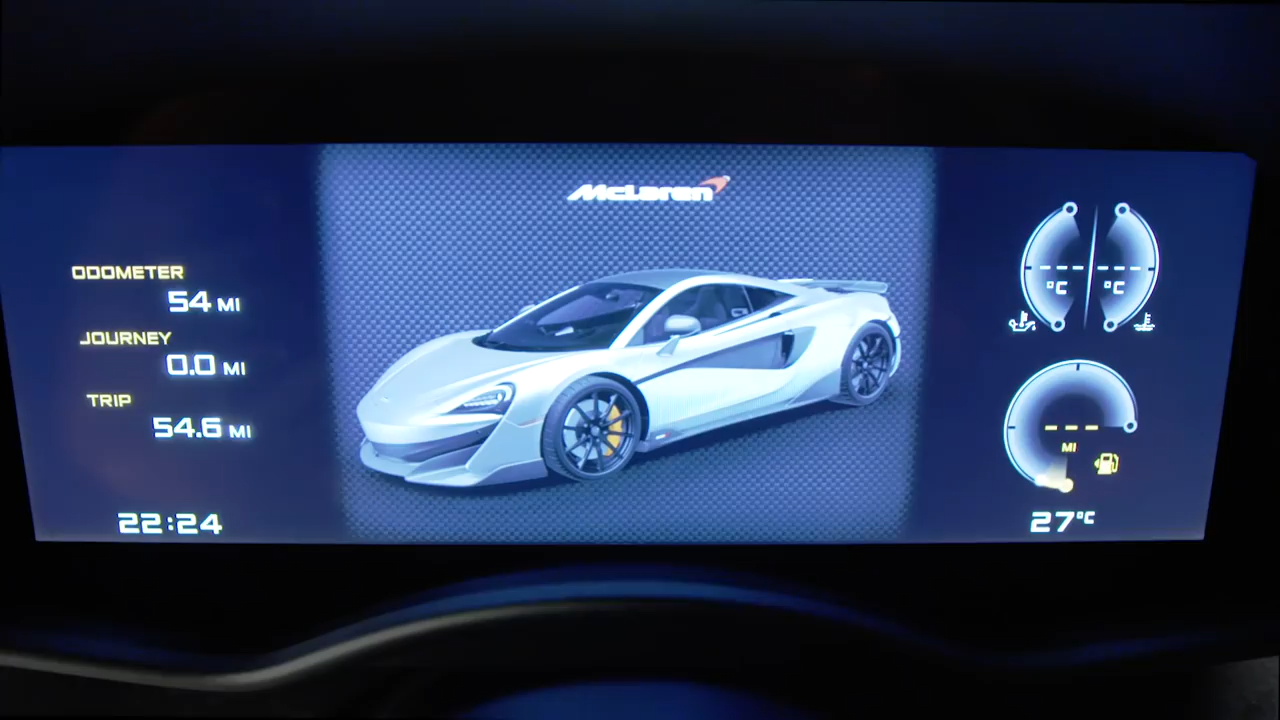 McLaren
ODOMETER
54 MI
JOURNEY
0.0 MI
TRIP
54.6 MI
22:24
°C °C
MI
27°C